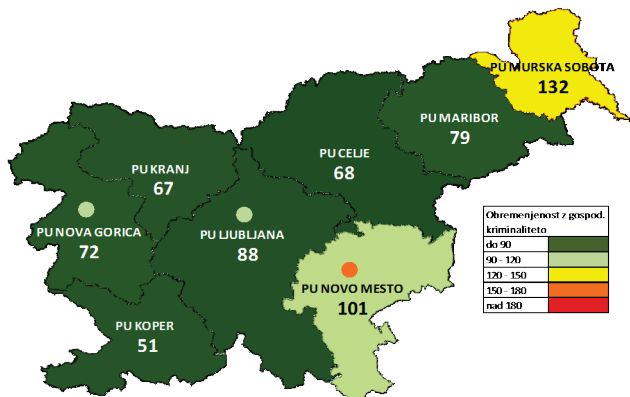 PU MURSKA SOBOTA
132
PU MARIBOR
79
PU CELJE
68
PU KRANJ
67
PU NOVA GORICA
72
PU LJUBLJANA
88
PU NOVO MESTO
101
PU KOPER
51
Obremenjenost z gospod.
kriminaliteto
do 90
90 - 120
120 - 150
150 - 180
nad 180